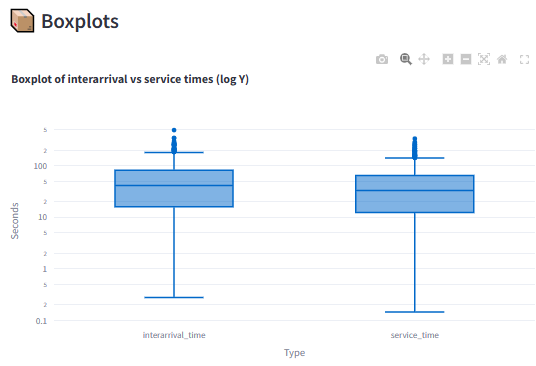 Boxplots
Boxplot of interarrival vs service times (log Y)
5
2
100
5
2
10
5
2
1
5
2
0.1
Seconds
interarrival_time
service_time
Type